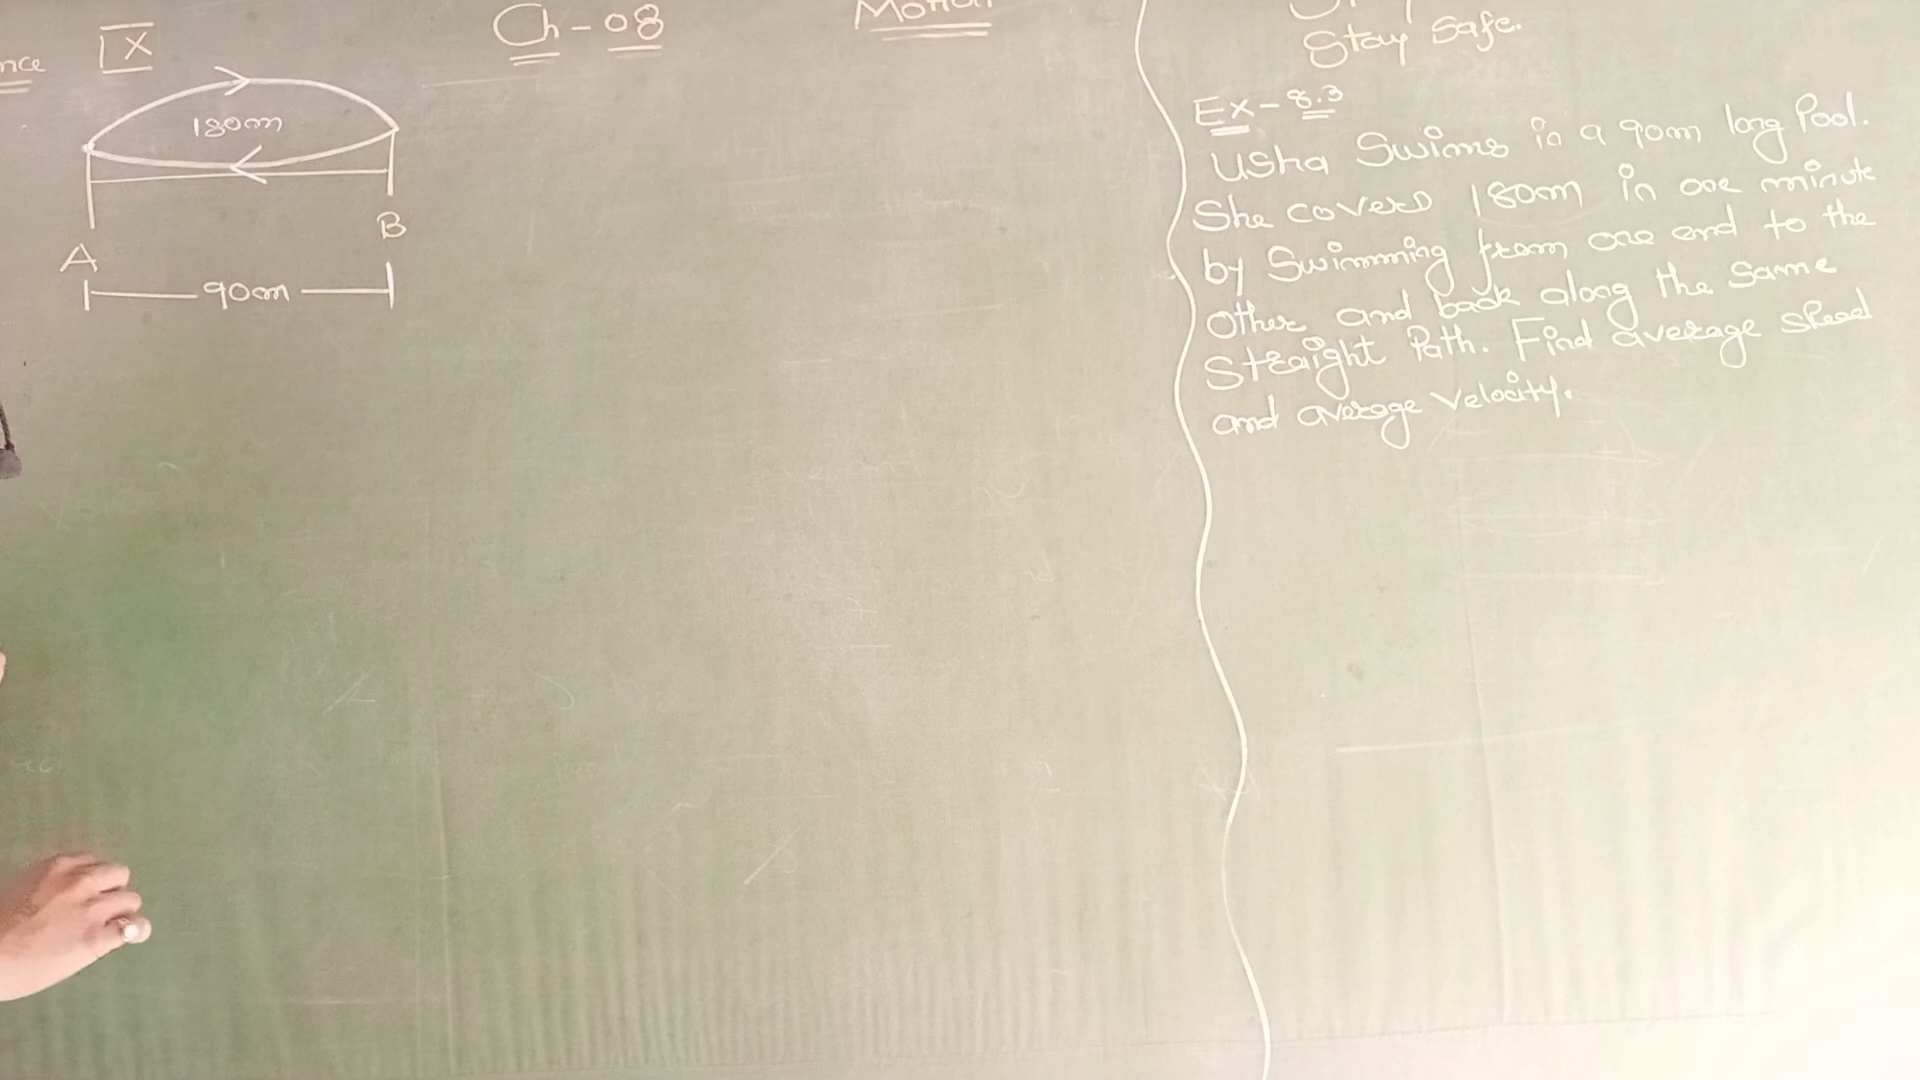 IX
Ch-08
Motion
180m
A
B
90m
Stay Safe.
Ex-8.3
Usha Swims in a 90m long Pool.
She covers 180m in one minute
by Swimming from one end to the
Other and back along the Same
Straight Path. Find average speed
and average Velocity.